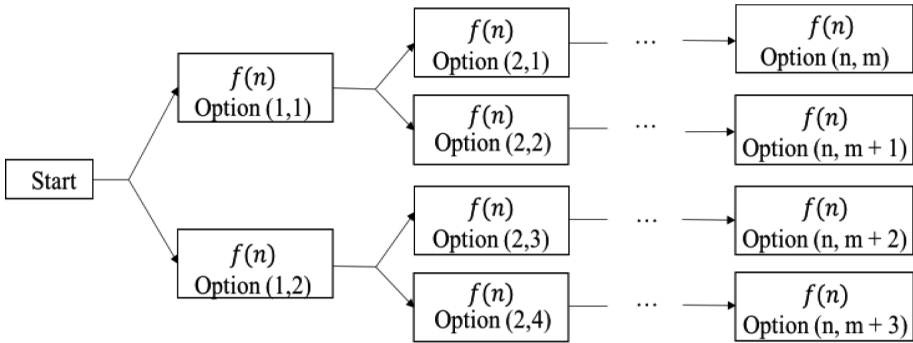 Start
f(n)
Option (1,1)
f(n)
Option (1,2)
f(n)
Option (2,1)
f(n)
Option (2,2)
f(n)
Option (2,3)
f(n)
Option (2,4)
...
...
...
...
f(n)
Option (n, m)
f(n)
Option (n, m + 1)
f(n)
Option (n, m + 2)
f(n)
Option (n, m + 3)